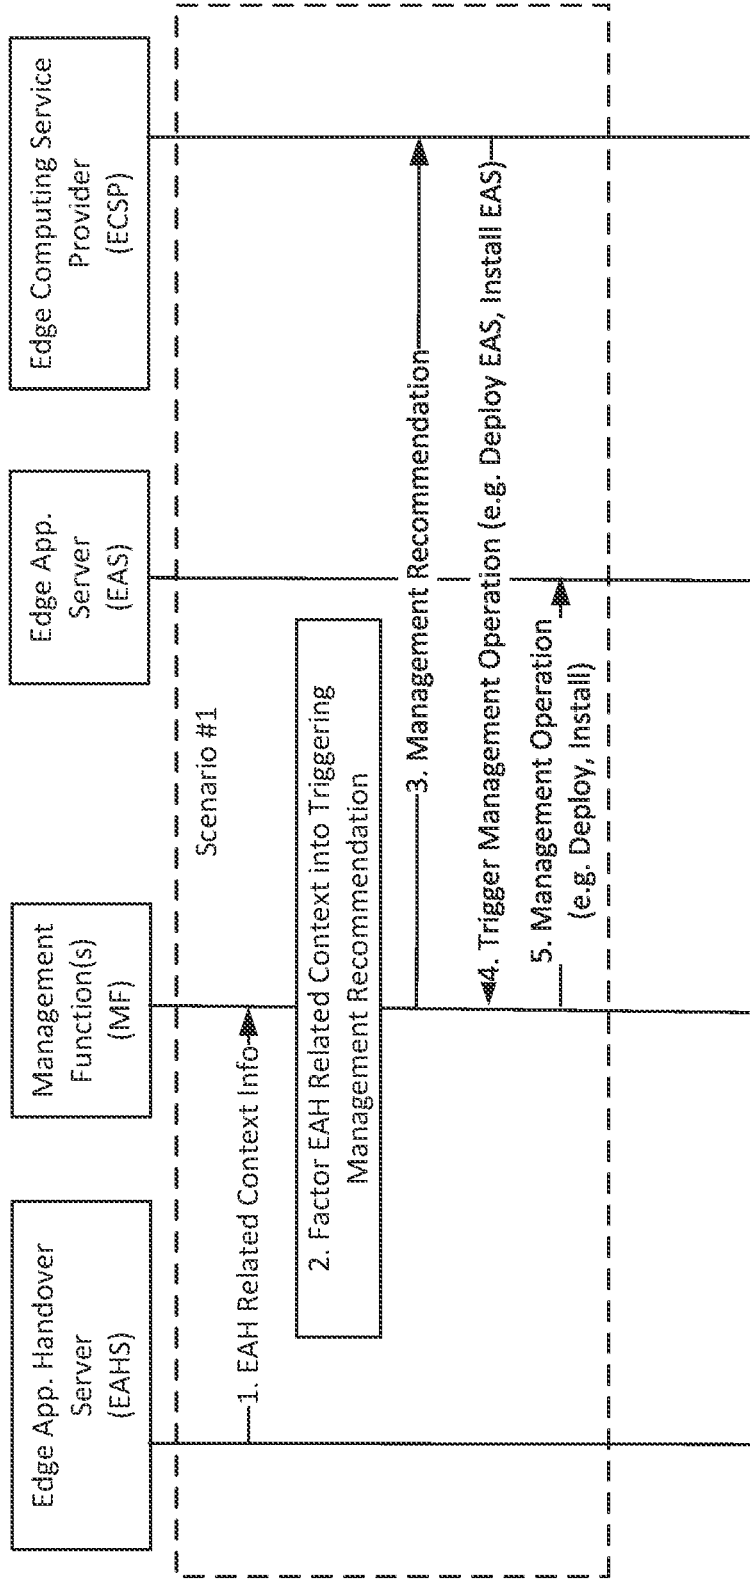 Edge App. Handover
Server
(EAHS)
Management
Function(s)
(MF)
Edge App.
Server
(EAS)
Edge Computing Service
Provider
(ECSP)
Scenario #1
1. EAH Related Context Info
2. Factor EAH Related Context into Triggering
Management Recommendation
3. Management Recommendation
4. Trigger Management Operation (e.g. Deploy EAS, Install EAS)
5. Management Operation
(e.g. Deploy, Install)